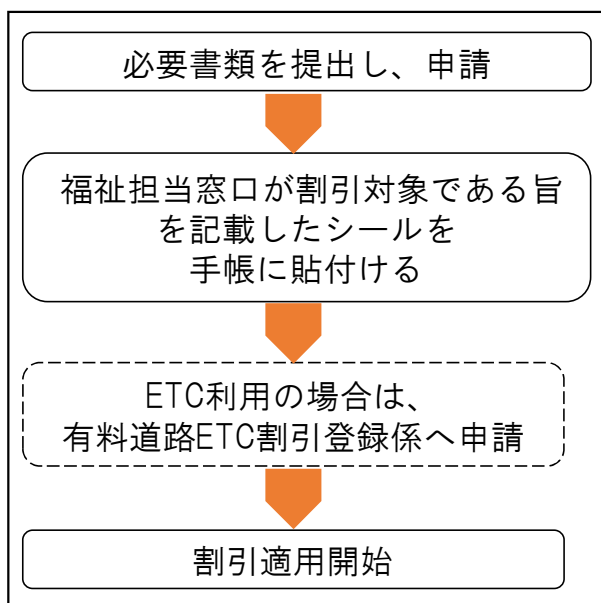 必要書類を提出し、申請
福祉担当窓口が割引対象である旨
を記載したシールを
手帳に貼付ける
ETC利用の場合は、
有料道路ETC割引登録係へ申請
割引適用開始